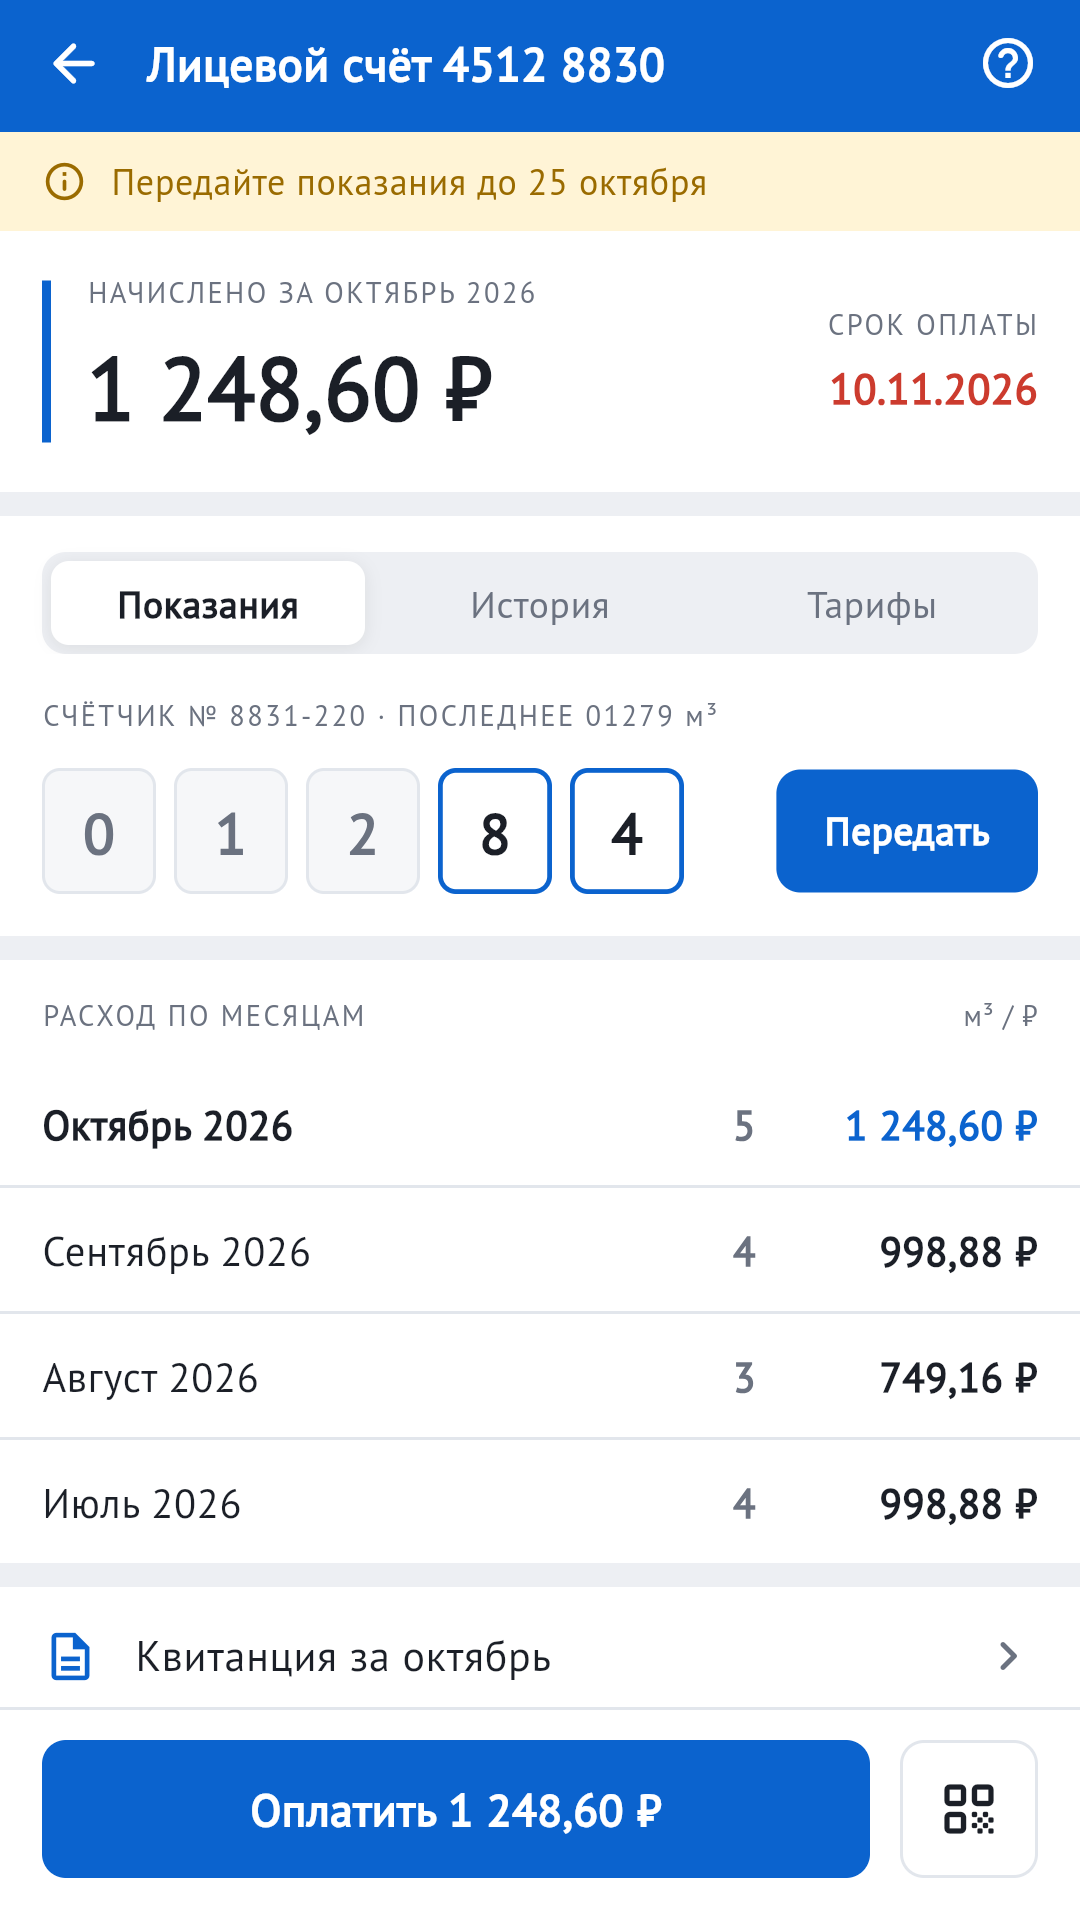 Лицевой счёт 4512 8830
Передайте показания до 25 октября
НАЧИСЛЕНО ЗА ОКТЯБРЬ 2026
1 248,60 ₽
СРОК ОПЛАТЫ
10.11.2026
Показания История Тарифы
СЧЁТЧИК № 8831-220 · ПОСЛЕДНЕЕ 01279 м³
0 1 2 8 4 Передать
РАСХОД ПО МЕСЯЦАМ м³ / ₽
Октябрь 2026 5 1 248,60 ₽
Сентябрь 2026 4 998,88 ₽
Август 2026 3 749,16 ₽
Июль 2026 4 998,88 ₽
Квитанция за октябрь
Оплатить 1 248,60 ₽